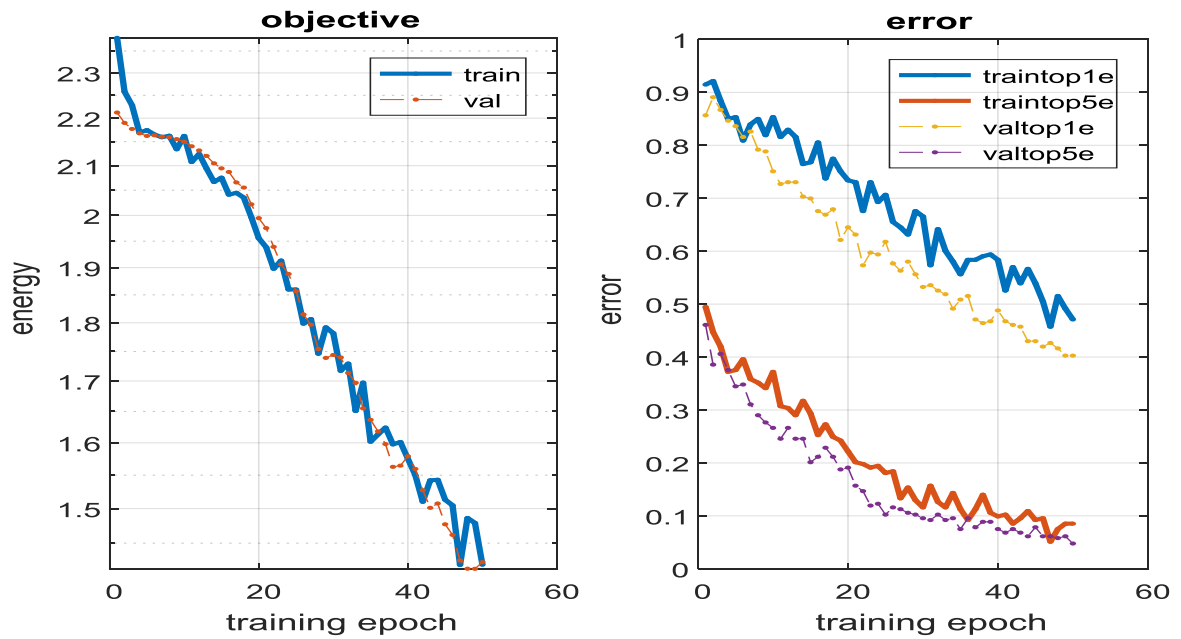 objective
energy
2.3
2.2
2.1
2
1.9
1.8
1.7
1.6
1.5
train
val
0
20
40
60
training epoch
error
error
1
0.9
0.8
0.7
0.6
0.5
0.4
0.3
0.2
0.1
0
traintop1e
traintop5e
valtop1e
valtop5e
0
20
40
60
training epoch